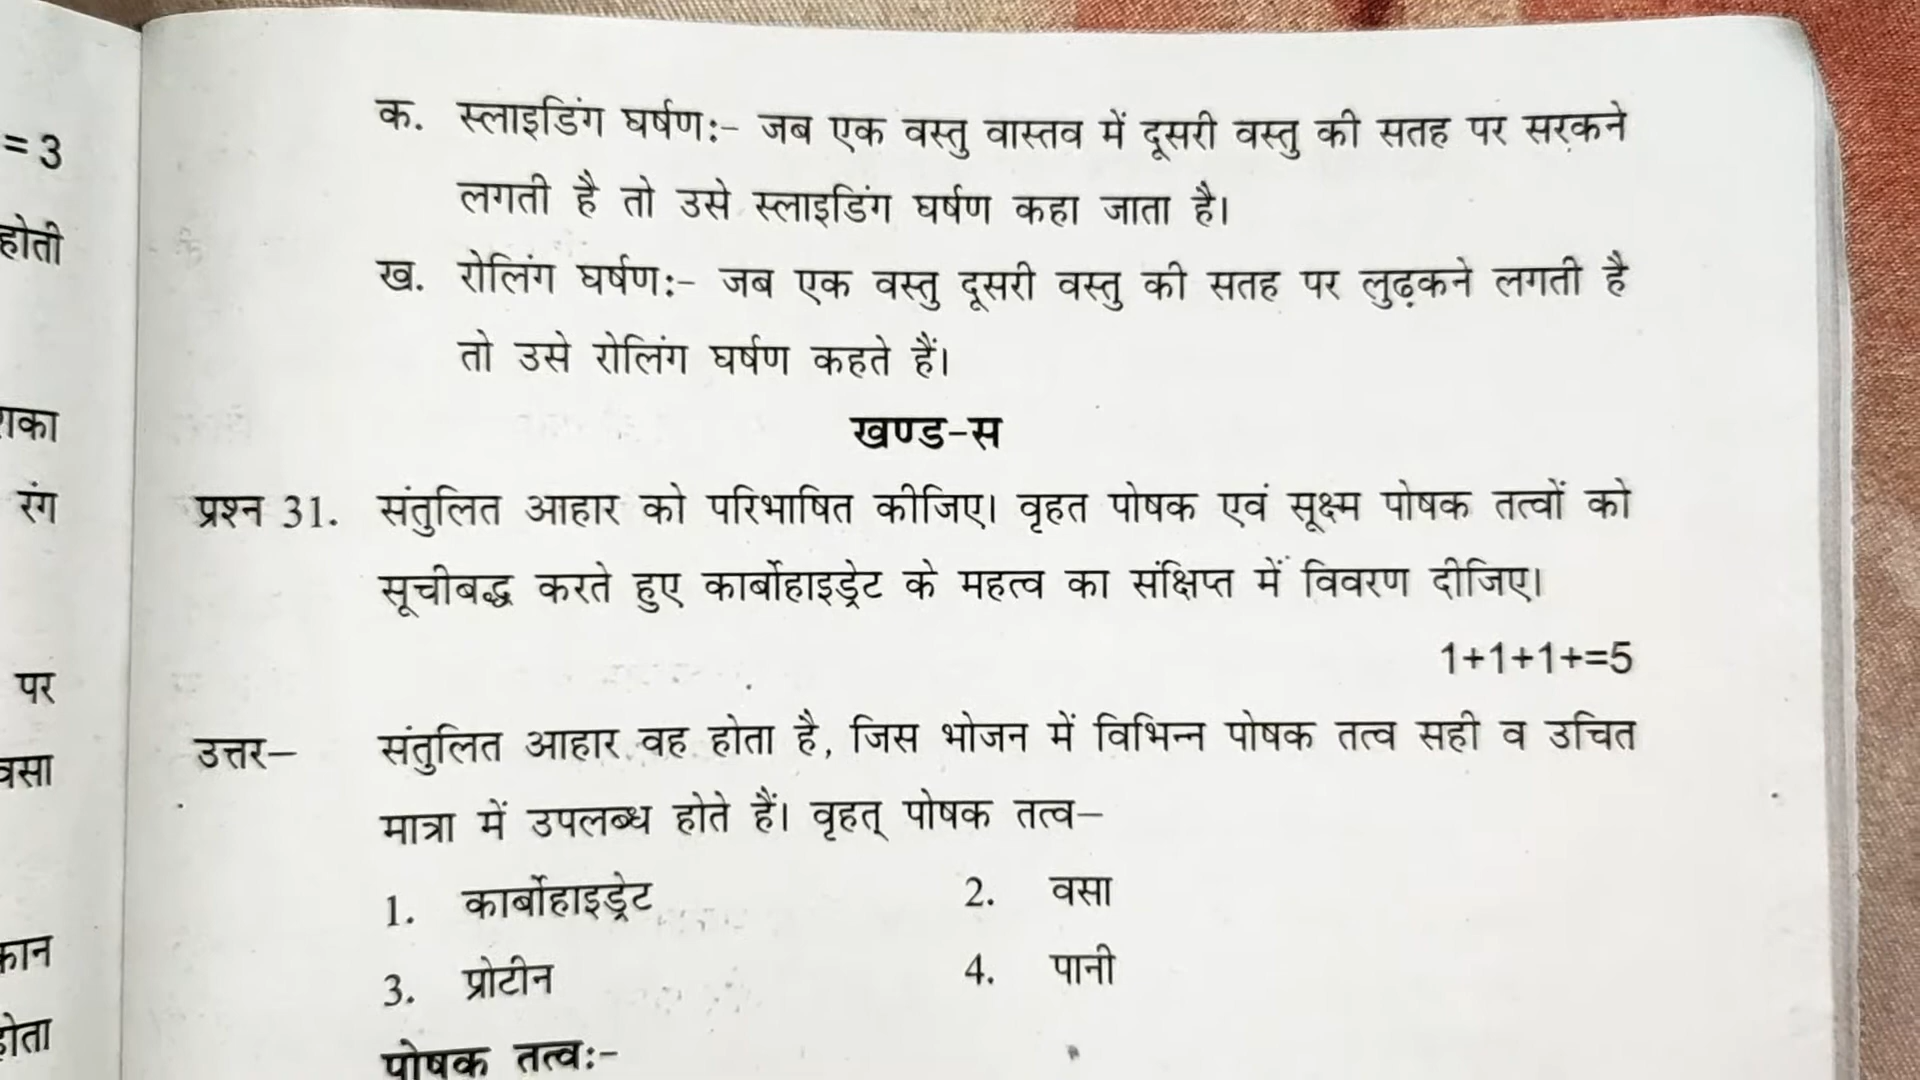 = 3
होती
रंग
पर
वसा
होता
क. स्लाइडिंग घर्षण:- जब एक वस्तु वास्तव में दूसरी वस्तु की सतह पर सरकने
लगती है तो उसे स्लाइडिंग घर्षण कहा जाता है।
ख. रोलिंग घर्षण:- जब एक वस्तु दूसरी वस्तु की सतह पर लुढ़कने लगती है
तो उसे रोलिंग घर्षण कहते हैं।
खण्ड-स
प्रश्न 31. संतुलित आहार को परिभाषित कीजिए। वृहत पोषक एवं सूक्ष्म पोषक तत्वों को
सूचीबद्ध करते हुए कार्बोहाइड्रेट के महत्व का संक्षिप्त में विवरण दीजिए।
1+1+1+=5
उत्तर– संतुलित आहार वह होता है, जिस भोजन में विभिन्न पोषक तत्व सही व उचित
मात्रा में उपलब्ध होते हैं। वृहत् पोषक तत्व–
1. कार्बोहाइड्रेट 2. वसा
3. प्रोटीन 4. पानी
पोषक तत्व:-